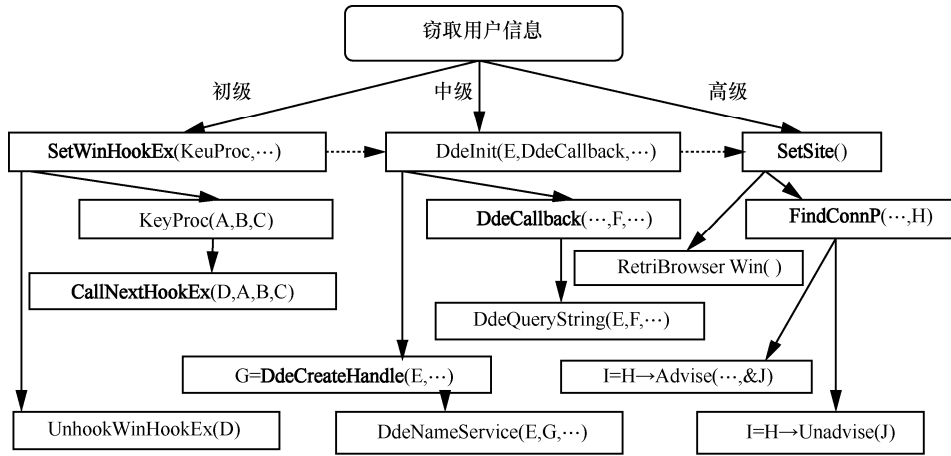 窃取用户信息
初级
中级
高级
SetWinHookEx(KeuProc,…)
DdeInit(E,DdeCallback,…)
SetSite()
KeyProc(A,B,C)
DdeCallback(…,F,…)
FindConnP(…,H)
RetriBrowser Win( )
CallNextHookEx(D,A,B,C)
DdeQueryString(E,F,…)
G=DdeCreateHandle(E,…)
I=H→Advise(…,&J)
UnhookWinHookEx(D)
DdeNameService(E,G,…)
I=H→Unadvise(J)